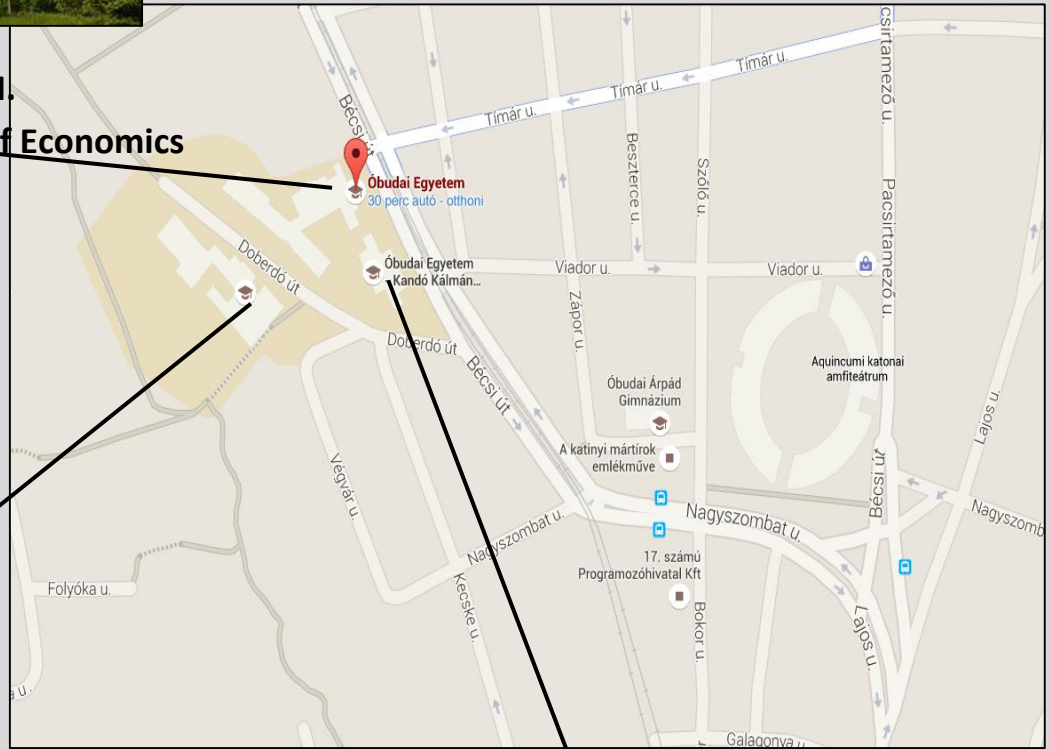 f Economics
csirtamező u.
Tímár u.
Tímár u.
Tímár u.
Bécsi út
Óbudai Egyetem
30 perc autó - otthoni
Beszterce u.
Szőlő u.
Pacsirtamező u.
Doberdó út
Óbudai Egyetem
Kandó Kálmán...
Viador u.
Viador u.
Zápor u.
Doberdó út
Bécsi út
Óbudai Árpád
Gimnázium
Aquincumi katonai
amfiteátrum
Lajos u.
A katinyi mártírok
emlékműve
Végvár u.
Bécsi út
Nagyszombat u.
Nagyszombat u.
Nagyszomb
17. számú
Programozóhivatal Kft
Folyóka u.
Kecske u.
Bokor u.
Lajos u.
u.
Galagonya u.